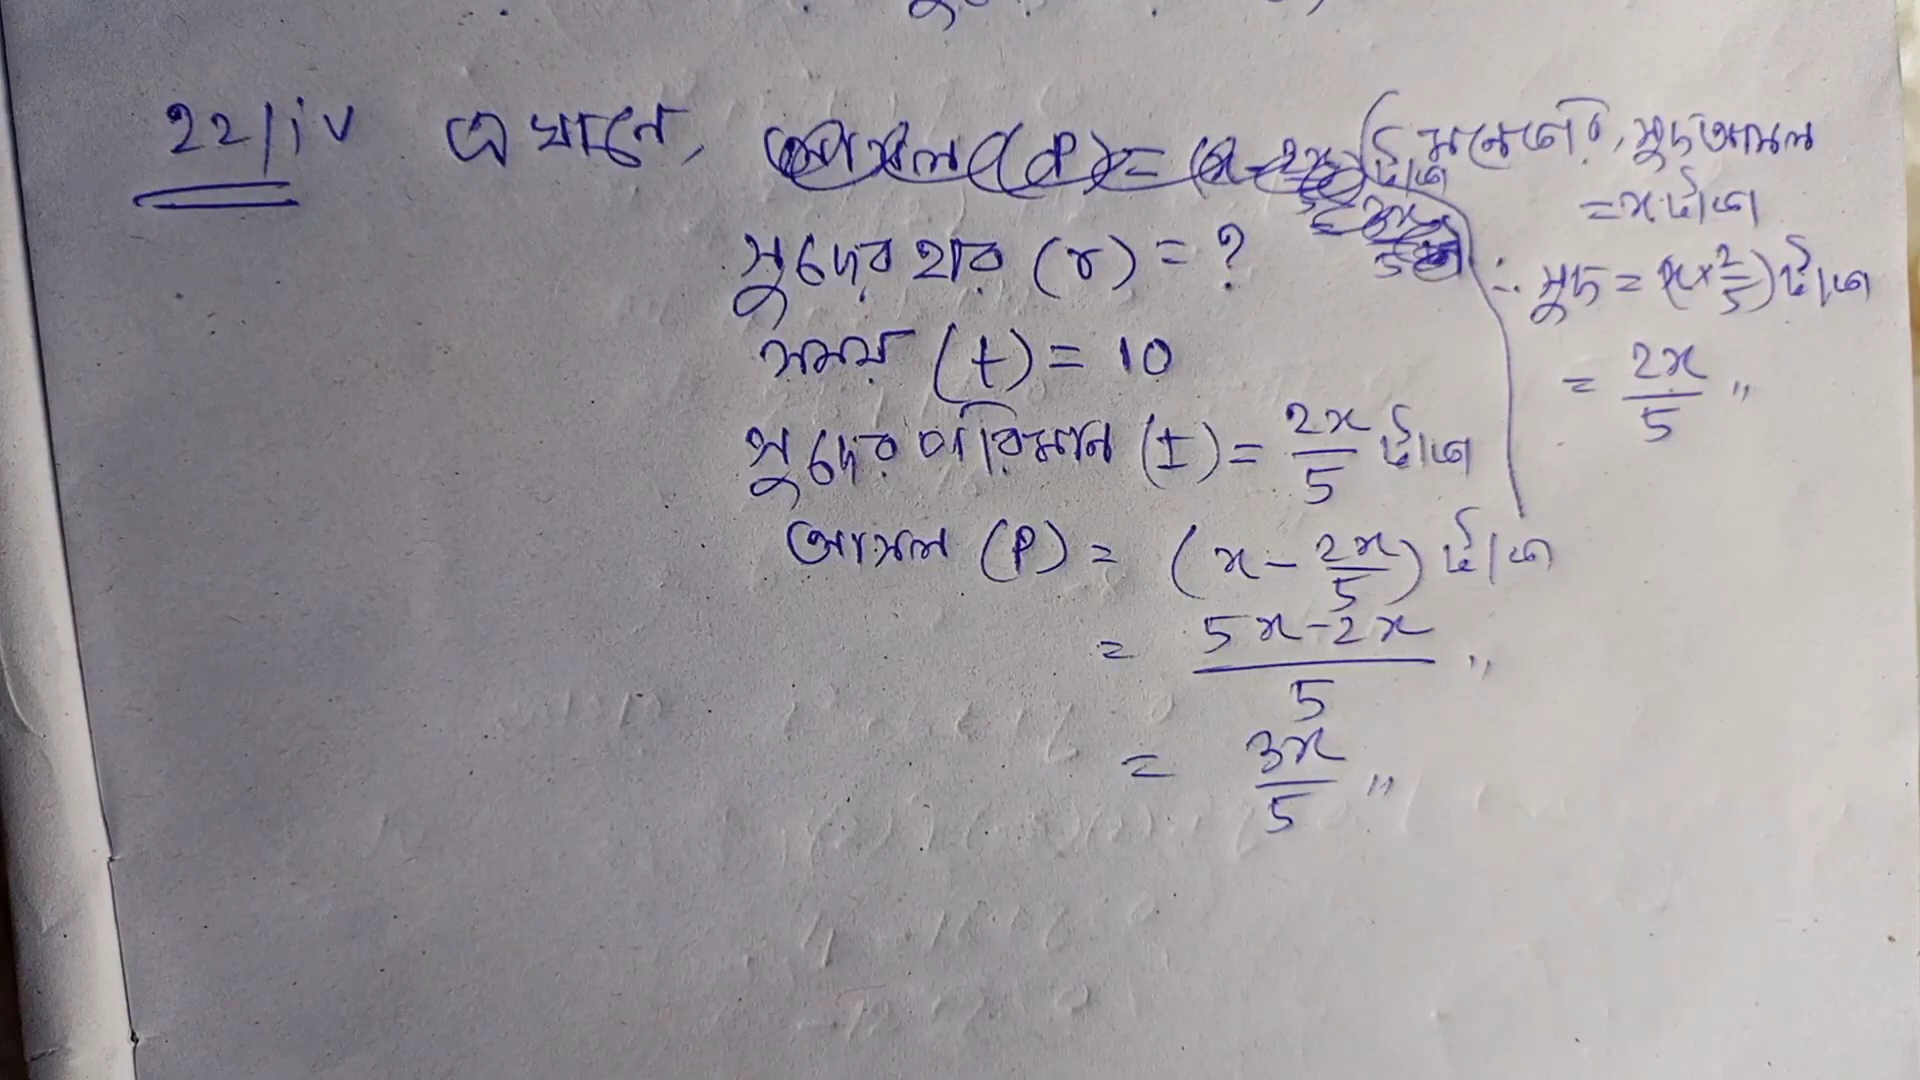 22/iv এখানে,
সুদের হার (r) = ?
সময় (t) = 10
সুদের পরিমান (I) = 2x/5 টাকা
আসল (P) = (x - 2x/5) টাকা
= 5x-2x/5 "
= 3x/5 "
মনেকরি, সুদআসল
= x টাকা
∴ সুদ = (x × 2/5) টাকা
= 2x/5 "